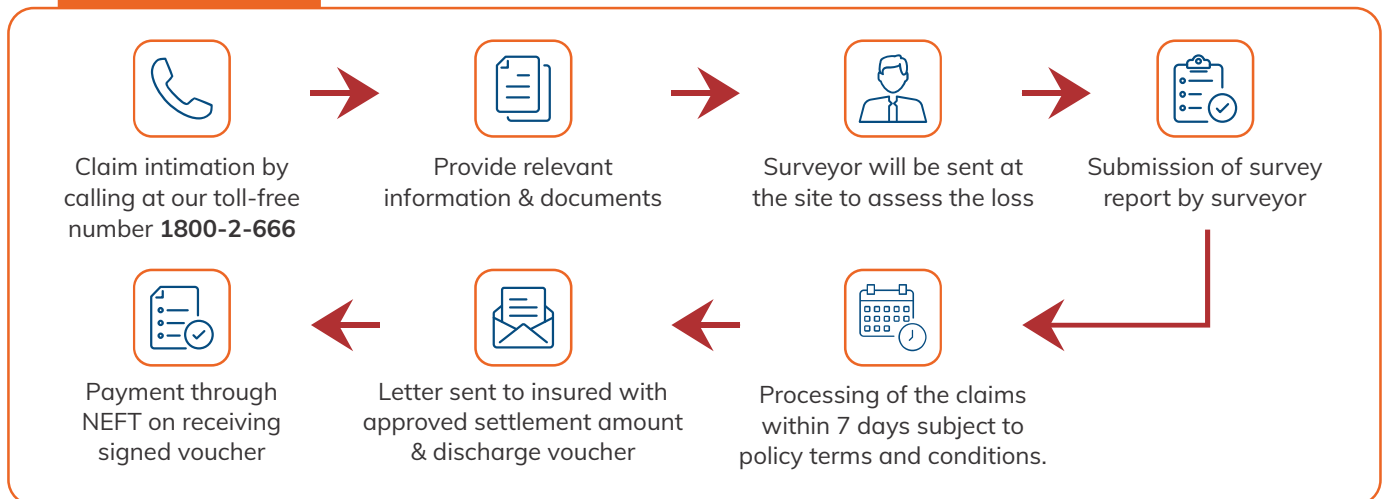 Claim intimation by
calling at our toll-free
number 1800-2-666
Provide relevant
information & documents
Surveyor will be sent at
the site to assess the loss
Submission of survey
report by surveyor
Processing of the claims
within 7 days subject to
policy terms and conditions.
Letter sent to insured with
approved settlement amount
& discharge voucher
Payment through
NEFT on receiving
signed voucher